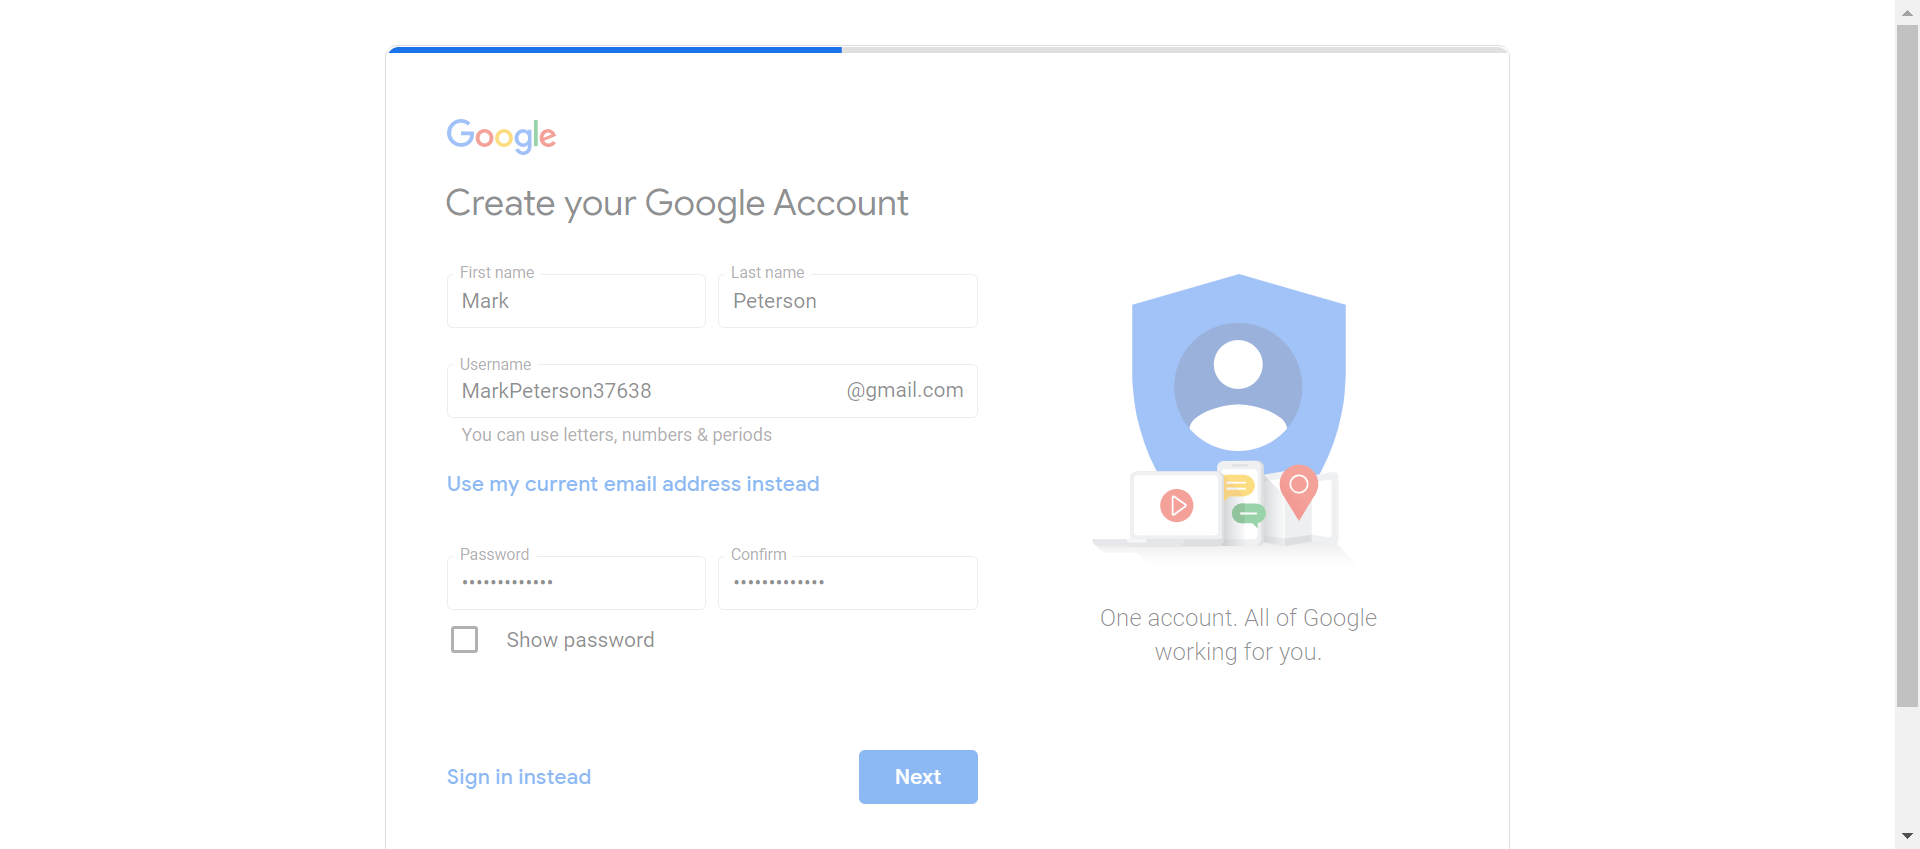 Google
Create your Google Account
First name
Last name
Mark
Peterson
Username
MarkPeterson37638
@gmail.com
You can use letters, numbers & periods
Use my current email address instead
Password
Confirm
•••••••••••••
•••••••••••••
Show password
One account. All of Google
working for you.
Sign in instead
Next